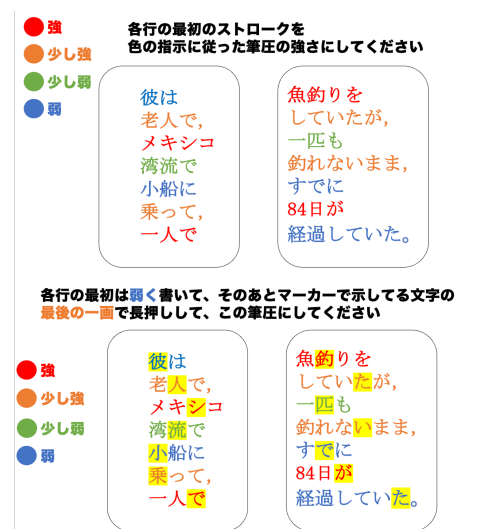 強
少し強
少し弱
弱
各行の最初のストロークを
色の指示に従った筆圧の強さにしてください
彼は
老人で,
メキシコ
湾流で
小船に
乗って,
一人で
魚釣りを
していたが,
一匹も
釣れないまま,
すでに
84日が
経過していた。
各行の最初は弱く書いて、そのあとマーカーで示してる文字の
最後の一画で長押しして、この筆圧にしてください
強
少し強
少し弱
弱
彼は
老人で,
メキシコ
湾流で
小船に
乗って,
一人で
魚釣りを
していたが,
一匹も
釣れないまま,
すでに
84日が
経過していた。